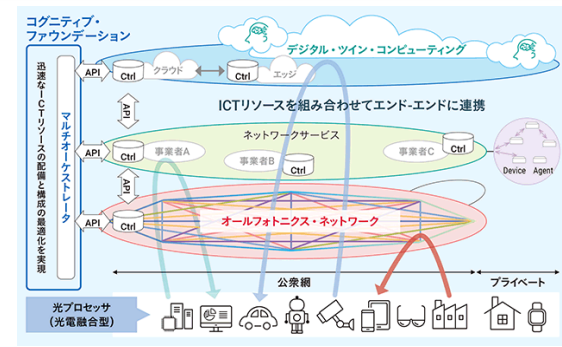 コグニティブ・
ファウンデーション
迅速なICTリソースの配備と構成の最適化を実現
マルチオーケストレータ
デジタル・ツイン・コンピューティング
API
Ctrl
クラウド
Ctrl
エッジ
API
ICTリソースを組み合わせてエンド-エンドに連携
ネットワークサービス
API
Ctrl
事業者A
事業者B
Ctrl
事業者C
Ctrl
Device
Agent
API
API
Ctrl
オールフォトニクス・ネットワーク
公衆網
プライベート
光プロセッサ
(光電融合型)